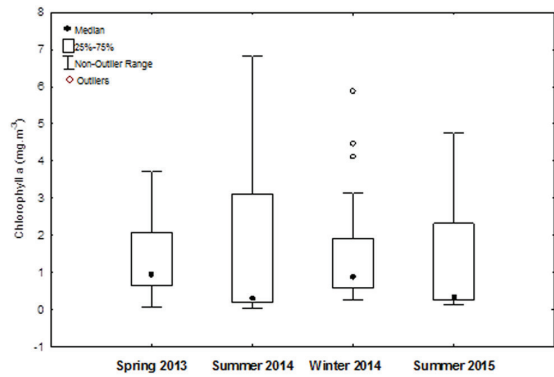 8
7
6
5
4
3
2
1
0
-1
Chlorophyll a (mg.m³)
Median
25%-75%
Non-Outlier Range
Outliers
Spring 2013 Summer 2014 Winter 2014 Summer 2015